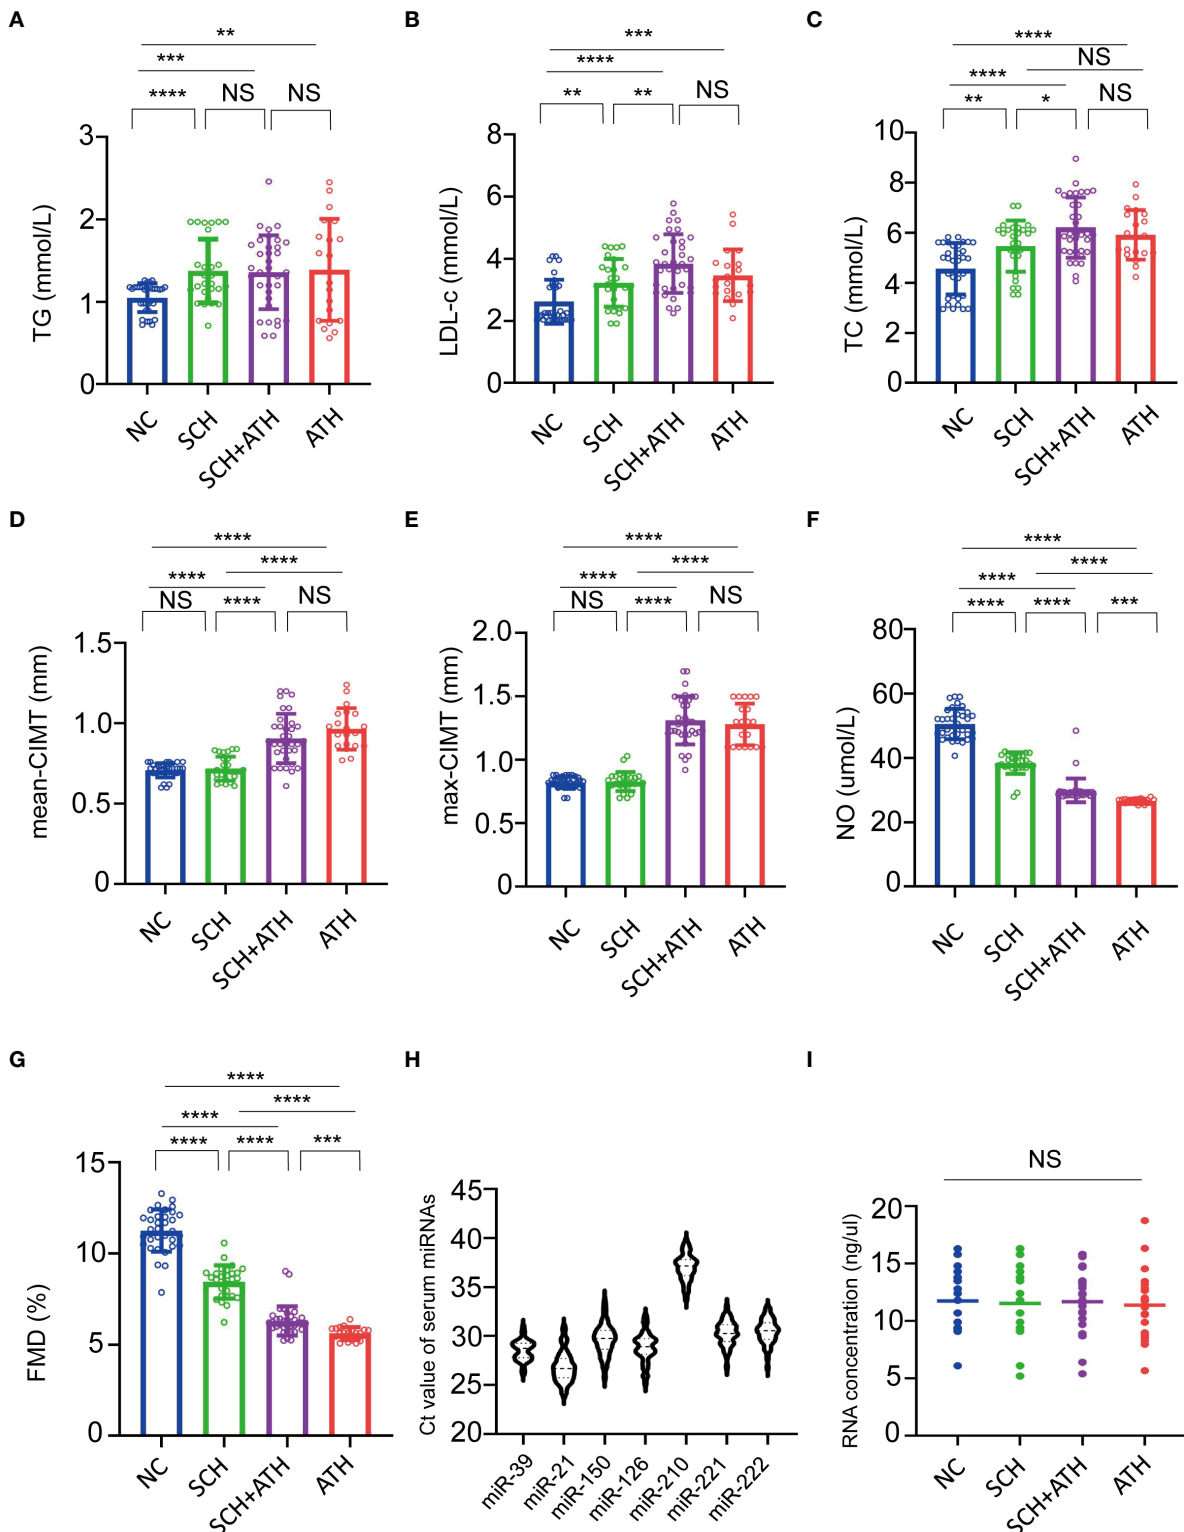 A
**
***
****
NS
NS
TG (mmol/L)
3
2
1
0
NC
SCH
SCH+ATH
ATH
B
***
****
**
**
NS
LDL-c (mmol/L)
8
6
4
2
0
NC
SCH
SCH+ATH
ATH
C
****
NS
****
**
*
NS
TC (mmol/L)
10
8
6
4
2
0
NC
SCH
SCH+ATH
ATH
D
****
****
****
NS
****
NS
mean-CIMT (mm)
1.5
1.0
0.5
0
NC
SCH
SCH+ATH
ATH
E
****
****
****
NS
****
NS
max-CIMT (mm)
2.0
1.5
1.0
0.5
0
NC
SCH
SCH+ATH
ATH
F
****
****
****
****
****
***
NO (umol/L)
80
60
40
20
0
NC
SCH
SCH+ATH
ATH
G
****
****
****
****
****
***
FMD (%)
15
10
5
0
NC
SCH
SCH+ATH
ATH
H
Ct value of serum miRNAs
45
40
35
30
25
20
miR-39
miR-21
miR-150
miR-126
miR-210
miR-221
miR-222
I
NS
RNA concentration (ng/ul)
20
15
10
5
0
NC
SCH
SCH+ATH
ATH